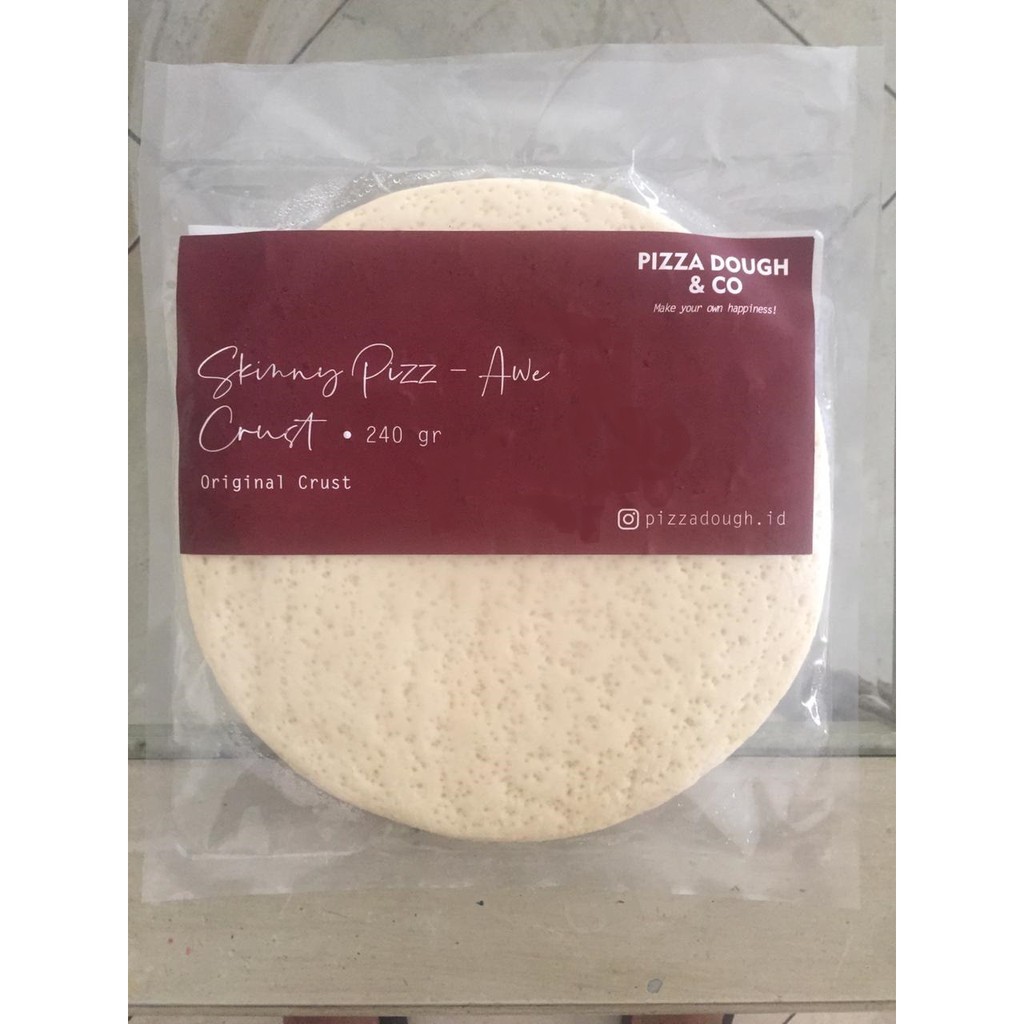 PIZZA DOUGH
& CO
Make your own happiness!
Skinny Pizz - Awe
Crust • 240 gr
Original Crust
pizzadough.id